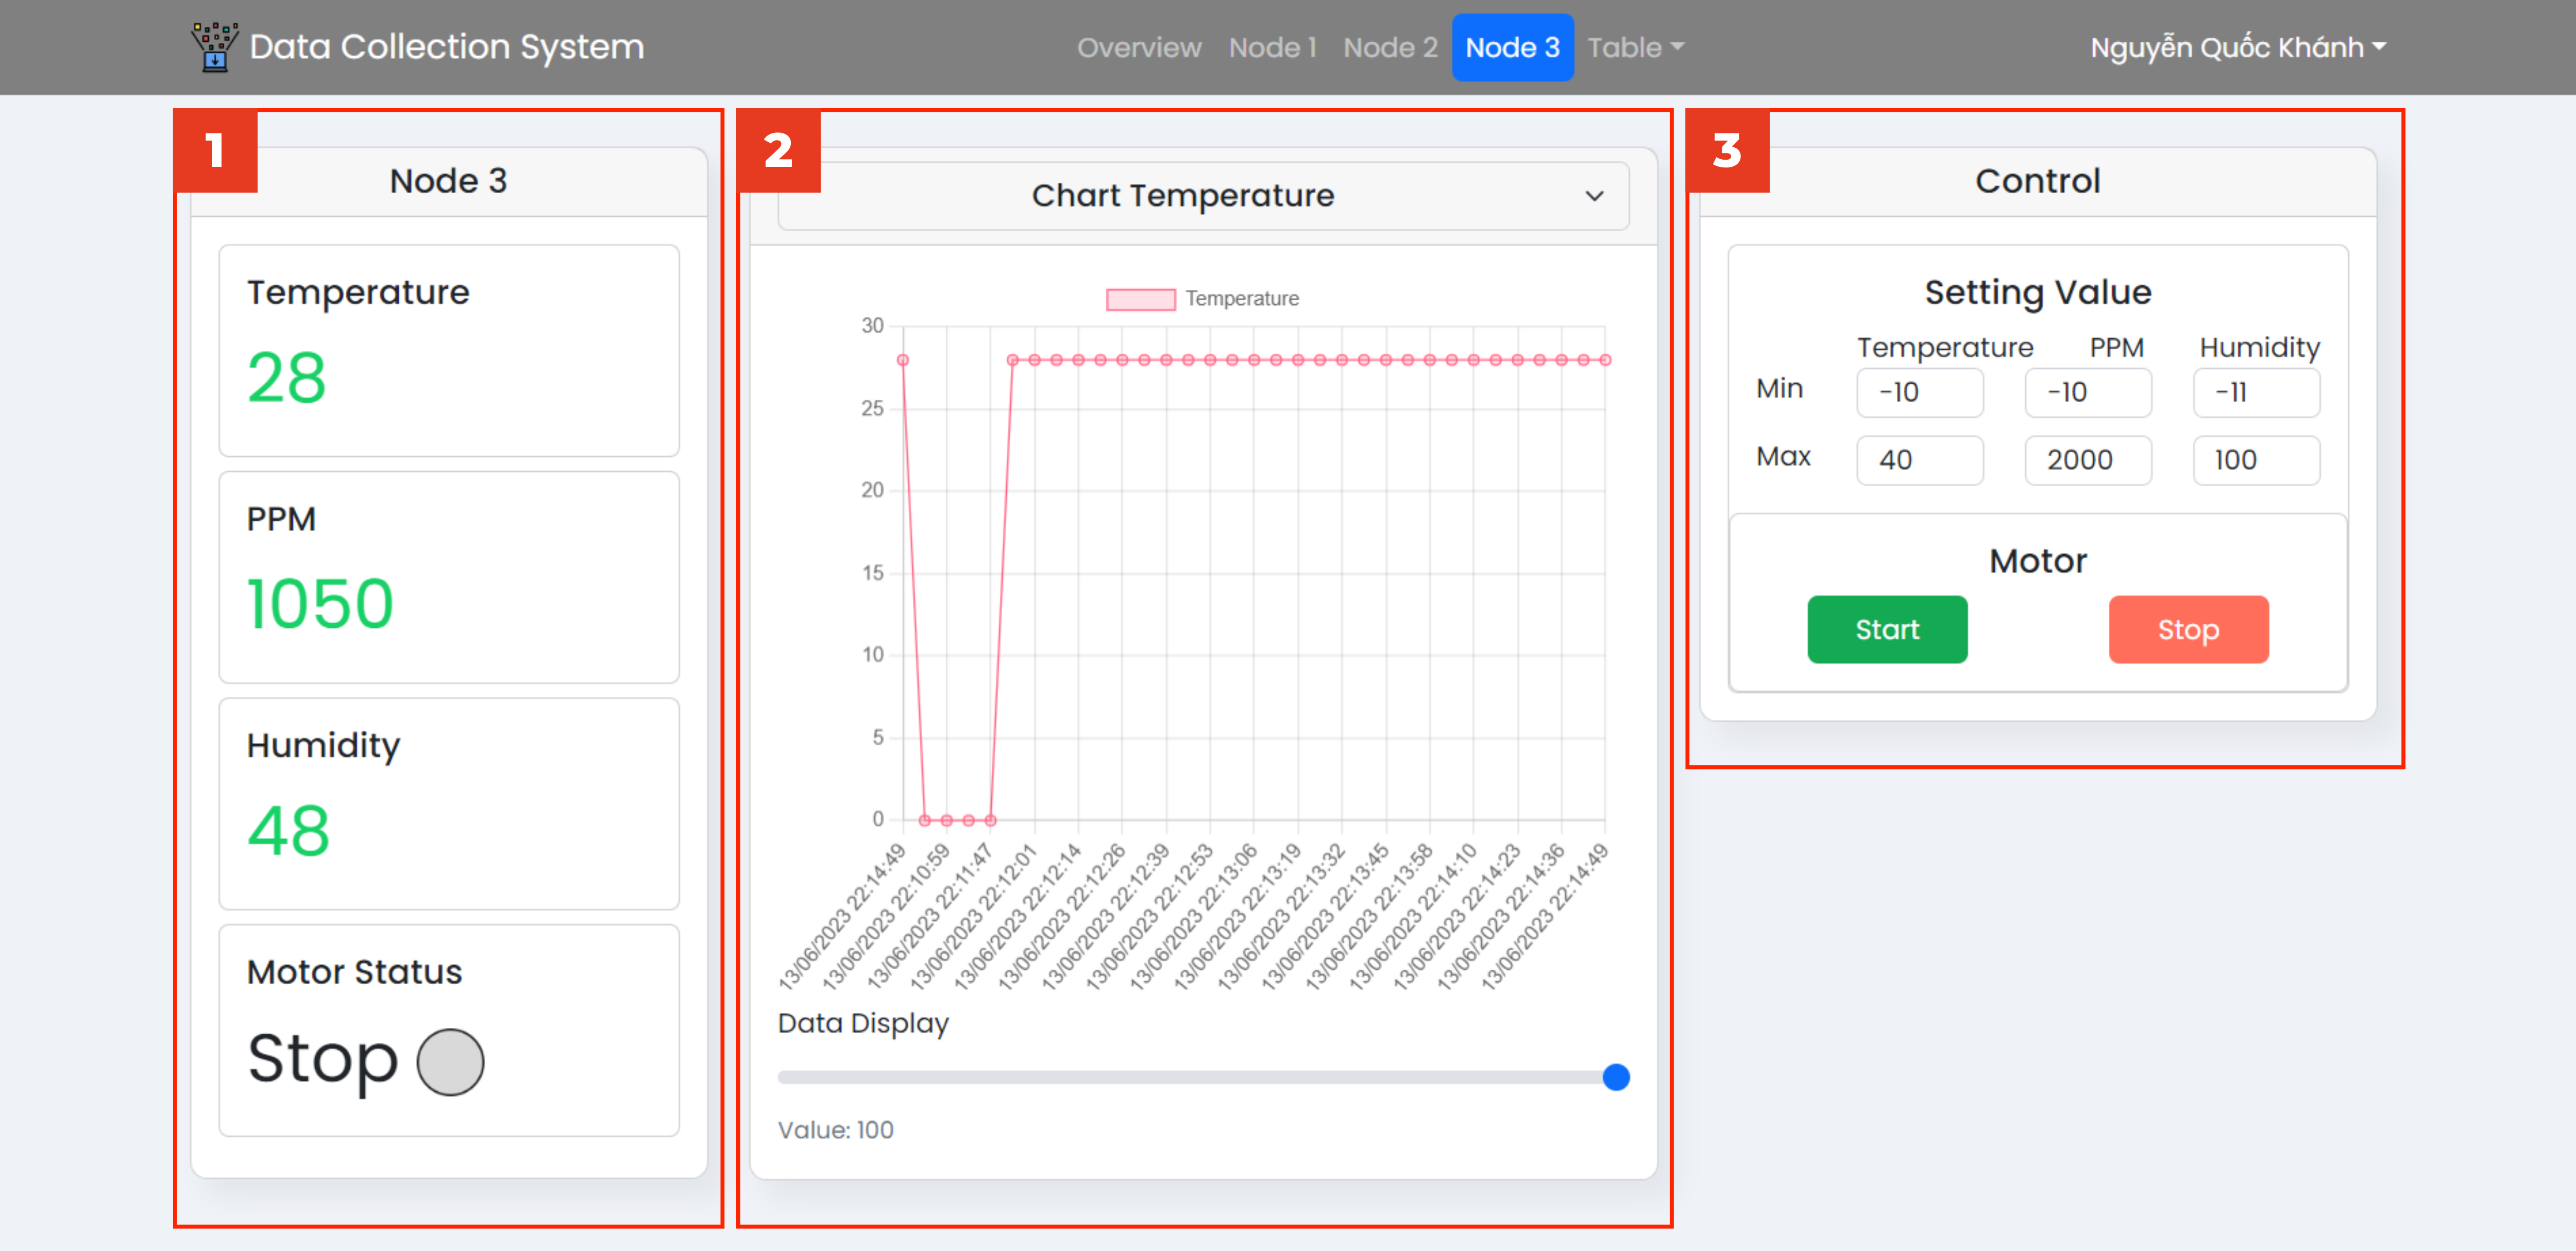 Data Collection System
Overview Node 1 Node 2 Node 3 Table
Nguyễn Quốc Khánh
1
Node 3
Temperature
28
PPM
1050
Humidity
48
Motor Status
Stop
2
Chart Temperature
Temperature
30
25
20
15
10
5
0
13/06/2023 22:14:49
13/06/2023 22:10:59
13/06/2023 22:11:47
13/06/2023 22:12:01
13/06/2023 22:12:14
13/06/2023 22:12:26
13/06/2023 22:12:39
13/06/2023 22:12:53
13/06/2023 22:13:06
13/06/2023 22:13:19
13/06/2023 22:13:32
13/06/2023 22:13:45
13/06/2023 22:13:58
13/06/2023 22:14:10
13/06/2023 22:14:23
13/06/2023 22:14:36
13/06/2023 22:14:49
Data Display
Value: 100
3
Control
Setting Value
Temperature PPM Humidity
Min -10 -10 -11
Max 40 2000 100
Motor
Start Stop